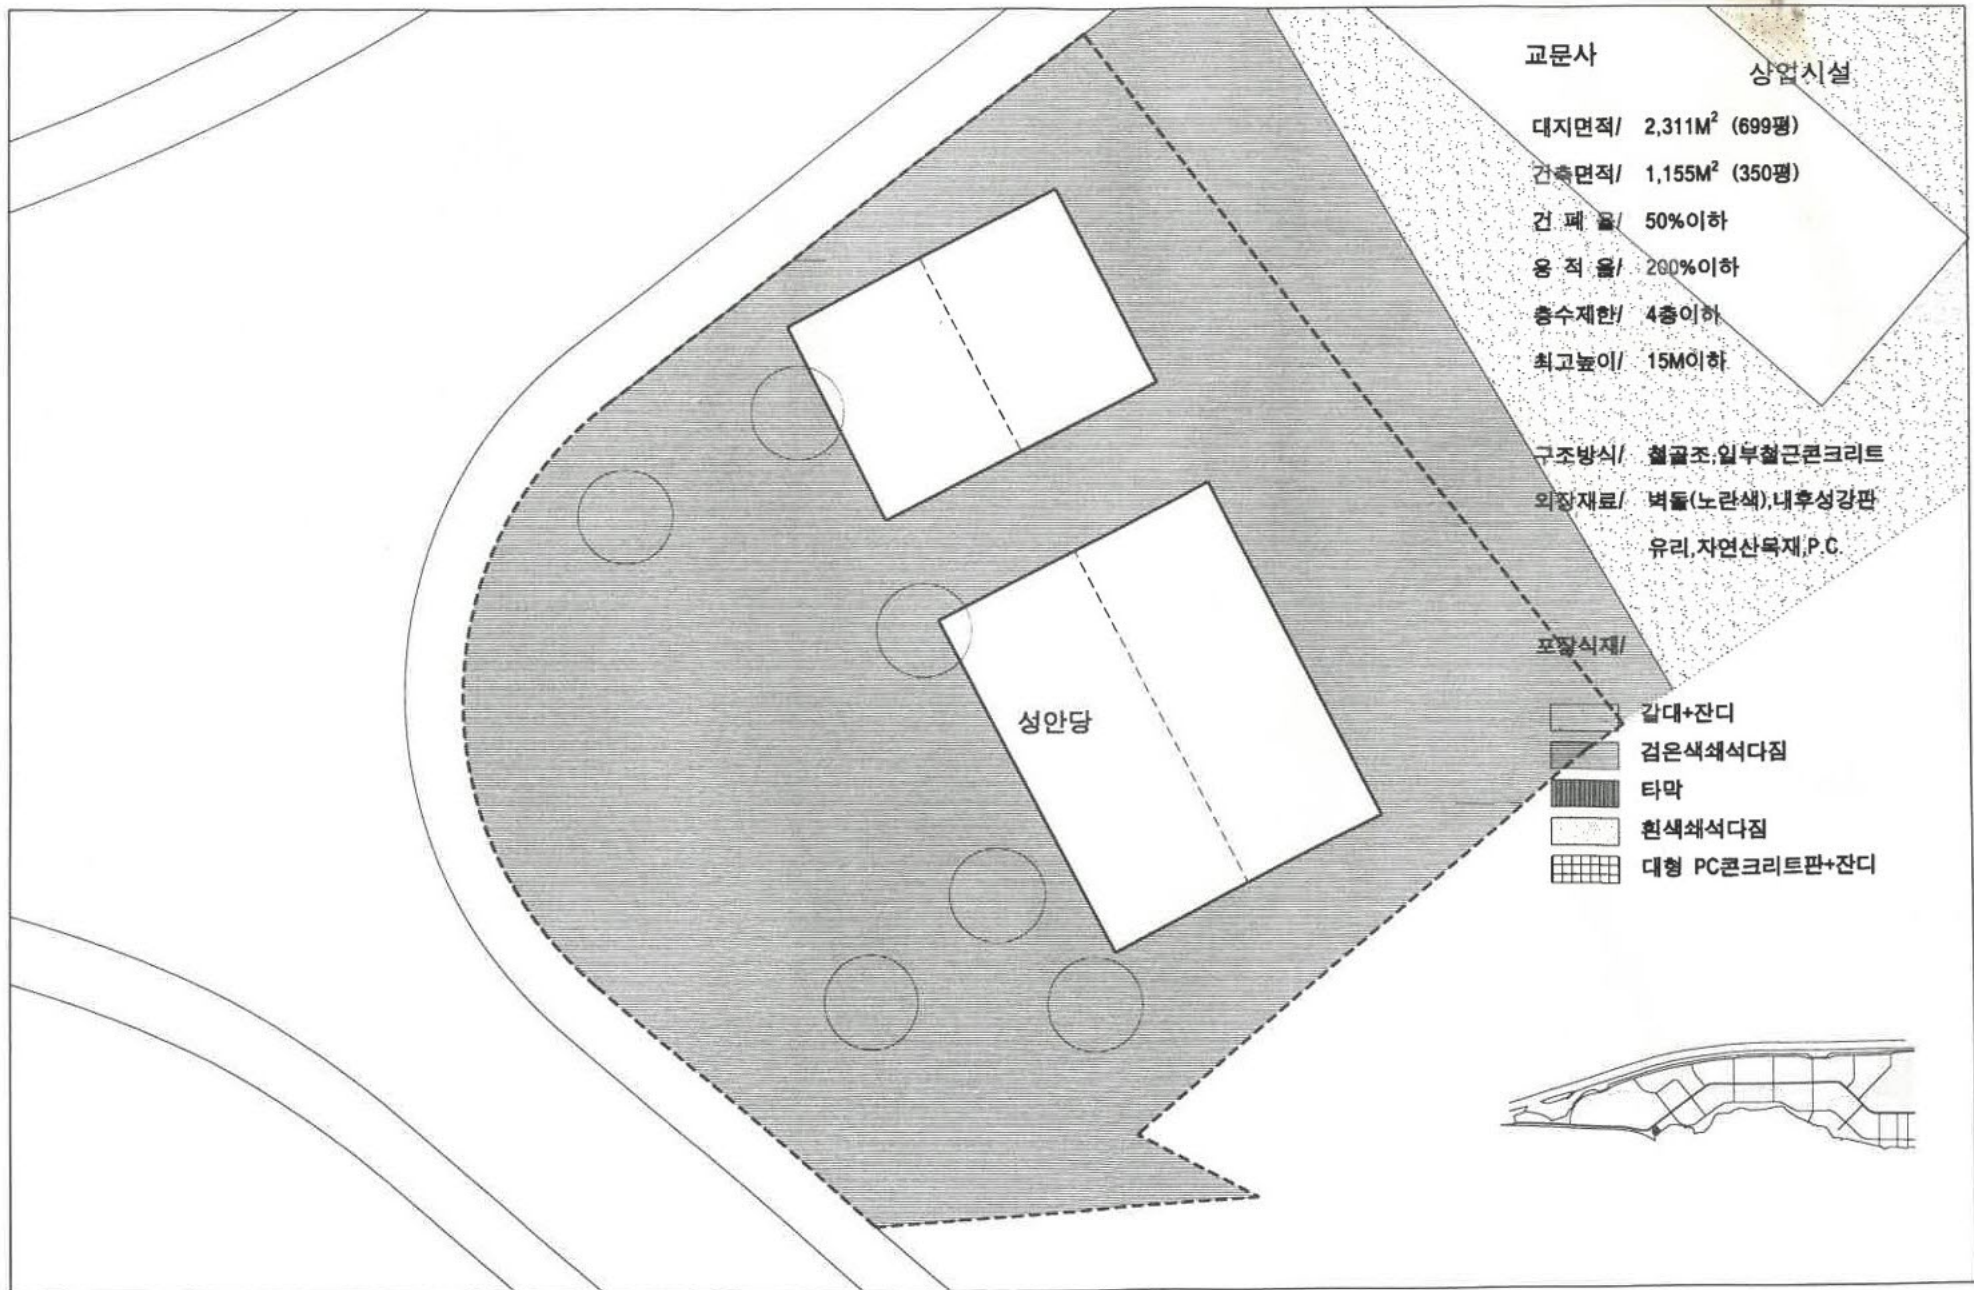 교문사
상업시설
대지면적/ 2,311M² (699평)
건축면적/ 1,155M² (350평)
건 폐 율/ 50%이하
용 적 율/ 200%이하
층수제한/ 4층이하
최고높이/ 15M이하
구조방식/ 철골조,일부철근콘크리트
외장재료/ 벽돌(노란색),내후성강판
유리,자연산목재,P.C.
포장식재/
성안당
갈대+잔디
검은색쇄석다짐
타막
흰색쇄석다짐
대형 PC콘크리트판+잔디